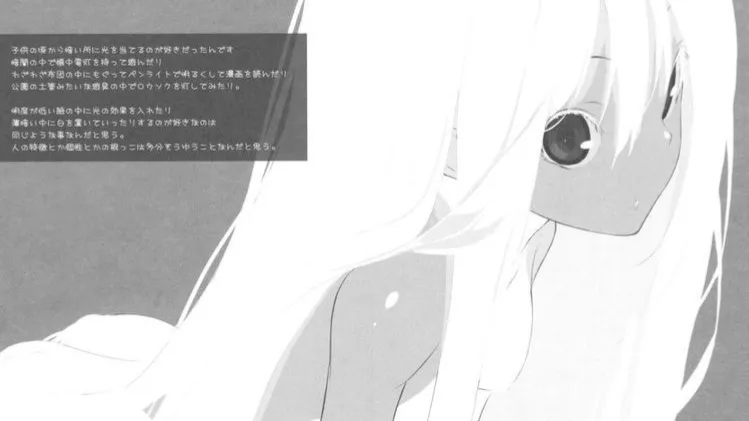 子供の頃から暗い所に光を当てるのが好きだったんです
暗闇の中で懐中電灯を持って遊んだり
わざわざ布団の中にもぐってペンライトで明るくして漫画を読んだり
公園の土管みたいな遊具の中でロウソクを灯してみたり。
明度が低い絵の中に光の効果を入れたり
薄暗い中に白を置いていったりするのが好きなのは
同じような事なんだと思う。
人の特徴とか個性とかの根っこは多分そうゆうことなんだと思う。